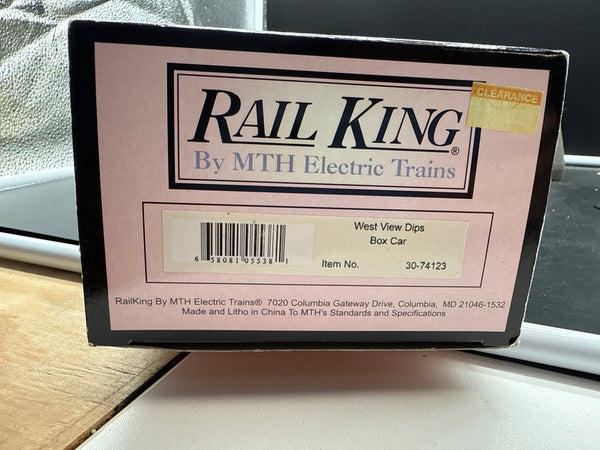 CLEARANCE
RAIL KING®
By MTH Electric Trains
West View Dips
Box Car
6 58081 05538 1
Item No. 30-74123
RailKing By MTH Electric Trains® 7020 Columbia Gateway Drive, Columbia, MD 21046-1532
Made and Litho in China To MTH's Standards and Specifications